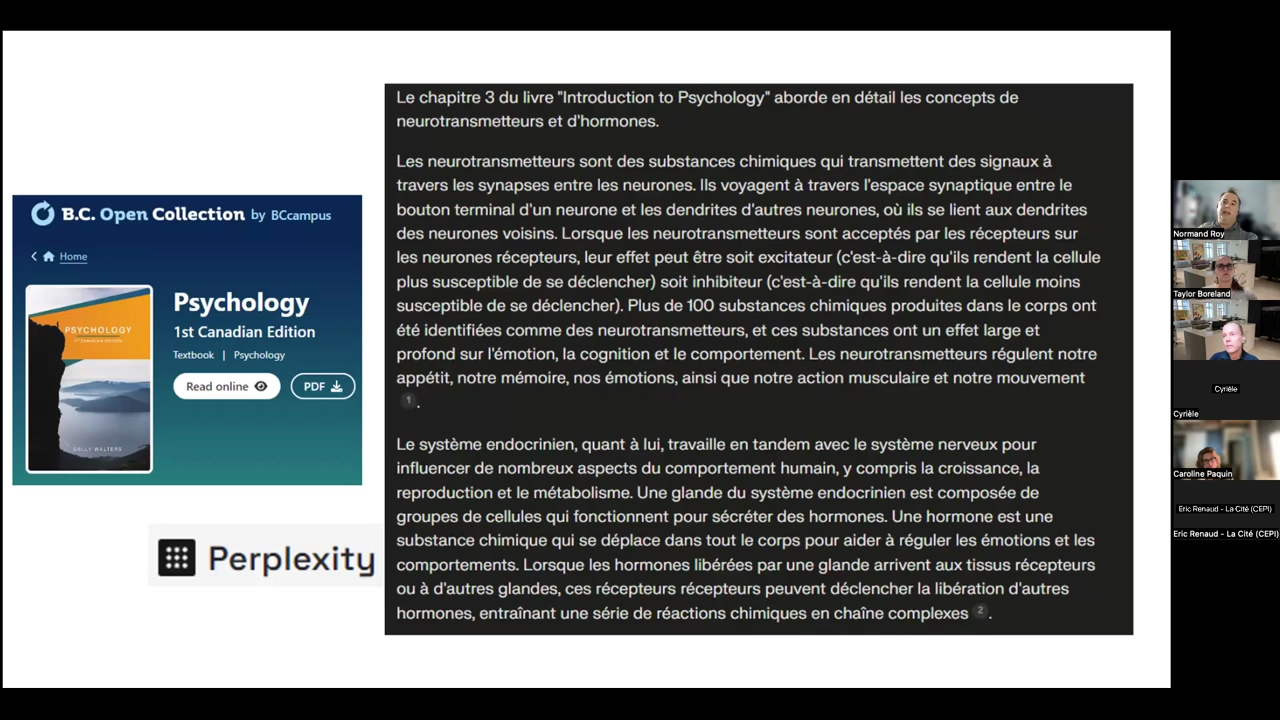 B.C. Open Collection by BCcampus
Home
PSYCHOLOGY
1ST CANADIAN EDITION
SALLY WALTERS
Psychology
1st Canadian Edition
Textbook | Psychology
Read online
PDF
Perplexity
Le chapitre 3 du livre "Introduction to Psychology" aborde en détail les concepts de
neurotransmetteurs et d'hormones.
Les neurotransmetteurs sont des substances chimiques qui transmettent des signaux à
travers les synapses entre les neurones. Ils voyagent à travers l'espace synaptique entre le
bouton terminal d'un neurone et les dendrites d'autres neurones, où ils se lient aux dendrites
des neurones voisins. Lorsque les neurotransmetteurs sont acceptés par les récepteurs sur
les neurones récepteurs, leur effet peut être soit excitateur (c'est-à-dire qu'ils rendent la cellule
plus susceptible de se déclencher) soit inhibiteur (c'est-à-dire qu'ils rendent la cellule moins
susceptible de se déclencher). Plus de 100 substances chimiques produites dans le corps ont
été identifiées comme des neurotransmetteurs, et ces substances ont un effet large et
profond sur l'émotion, la cognition et le comportement. Les neurotransmetteurs régulent notre
appétit, notre mémoire, nos émotions, ainsi que notre action musculaire et notre mouvement
1.
Le système endocrinien, quant à lui, travaille en tandem avec le système nerveux pour
influencer de nombreux aspects du comportement humain, y compris la croissance, la
reproduction et le métabolisme. Une glande du système endocrinien est composée de
groupes de cellules qui fonctionnent pour sécréter des hormones. Une hormone est une
substance chimique qui se déplace dans tout le corps pour aider à réguler les émotions et les
comportements. Lorsque les hormones libérées par une glande arrivent aux tissus récepteurs
ou à d'autres glandes, ces récepteurs récepteurs peuvent déclencher la libération d'autres
hormones, entraînant une série de réactions chimiques en chaîne complexes 2.
Normand Roy
Taylor Boreland
Cyrièle
Cyrièle
Caroline Paquin
Eric Renaud - La Cité (CEPI)
Eric Renaud - La Cité (CEPI)